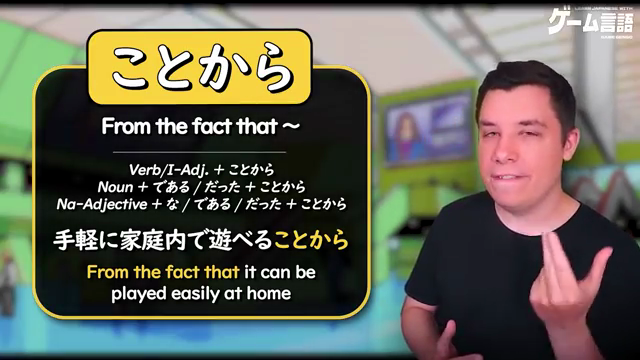 ゲーム言語
ことから
From the fact that ～
Verb/I-Adj. + ことから
Noun + である / だった + ことから
Na-Adjective + な / である / だった + ことから
手軽に家庭内で遊べることから
From the fact that it can be
played easily at home